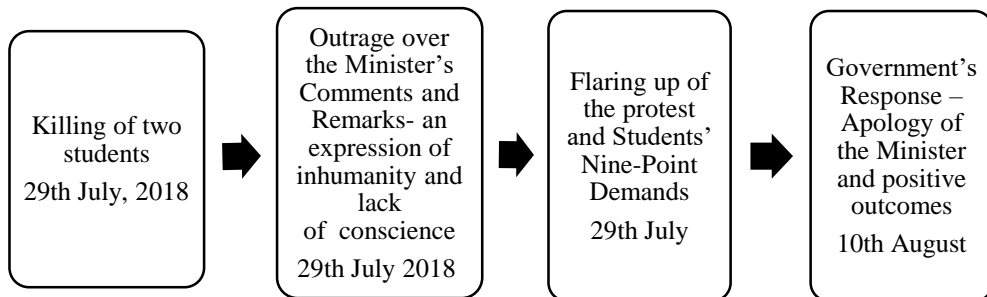 Killing of two
students
29th July, 2018
Outrage over
the Minister's
Comments and
Remarks- an
expression of
inhumanity and
lack
of conscience
29th July 2018
Flaring up of
the protest
and Students'
Nine-Point
Demands
29th July
Government's
Response –
Apology of
the Minister
and positive
outcomes
10th August